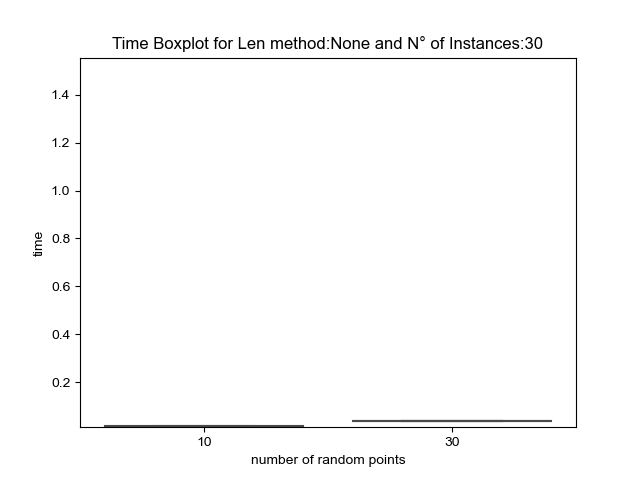 Time Boxplot for Len method:None and N° of Instances:30
1.4
1.2
1.0
0.8
0.6
0.4
0.2
time
10 30
number of random points